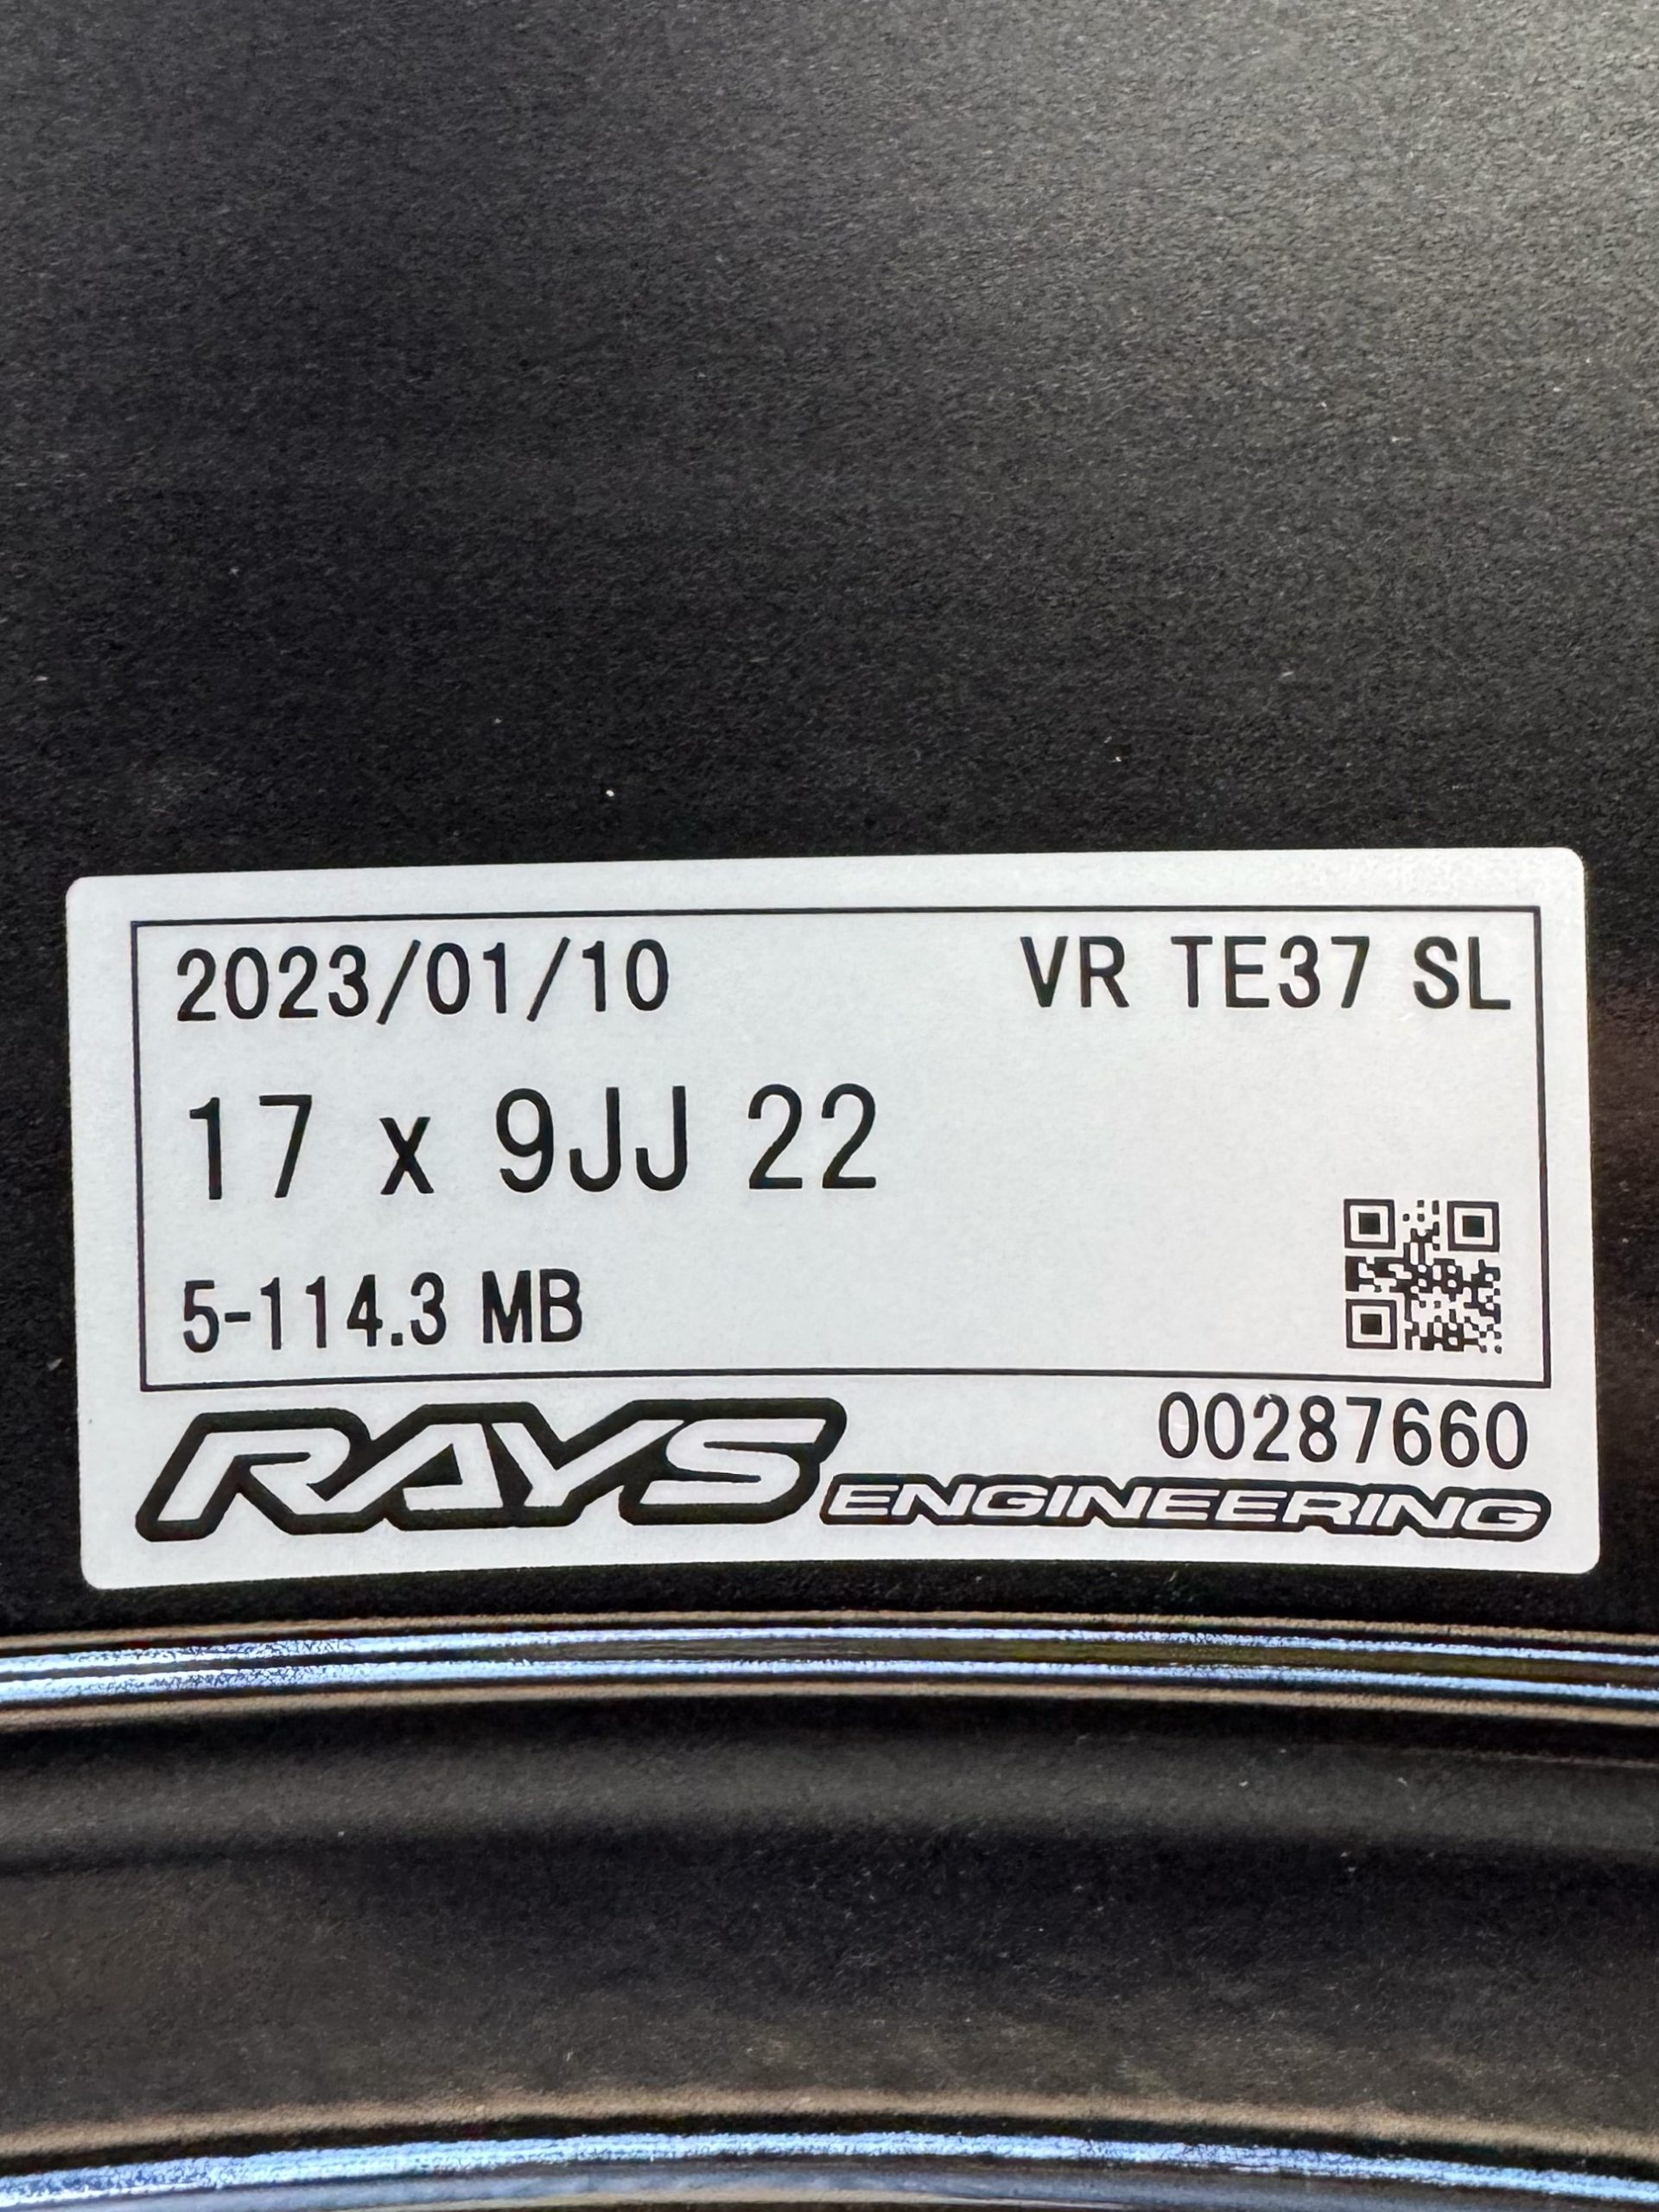 2023/01/10 VR TE37 SL
17 x 9JJ 22
5-114.3 MB
00287660
RAYS ENGINEERING